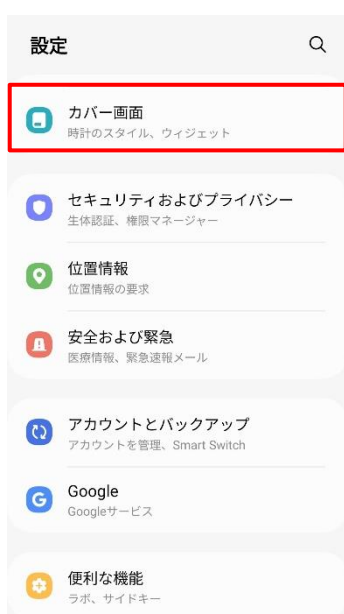 設定
カバー画面
時計のスタイル、ウィジェット
セキュリティおよびプライバシー
生体認証、権限マネージャー
位置情報
位置情報の要求
安全および緊急
医療情報、緊急速報メール
アカウントとバックアップ
アカウントを管理、Smart Switch
Google
Googleサービス
便利な機能
ラボ、サイドキー